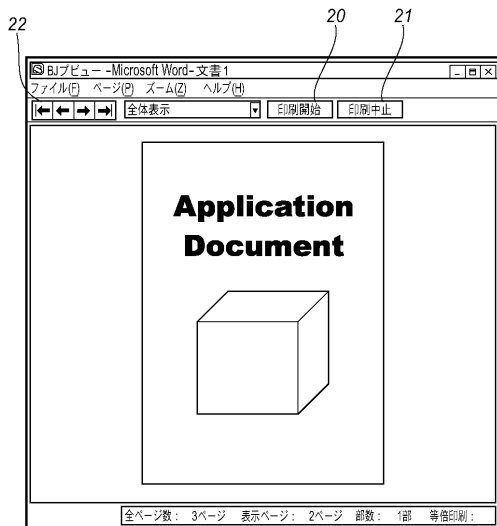 22 20 21
BJプビュー -Microsoft Word-文書1
ファイル(F) ページ(P) ズーム(Z) ヘルプ(H)
全体表示 印刷開始 印刷中止
Application
Document
全ページ数： 3ページ 表示ページ： 2ページ 部数： 1部 等倍印刷：